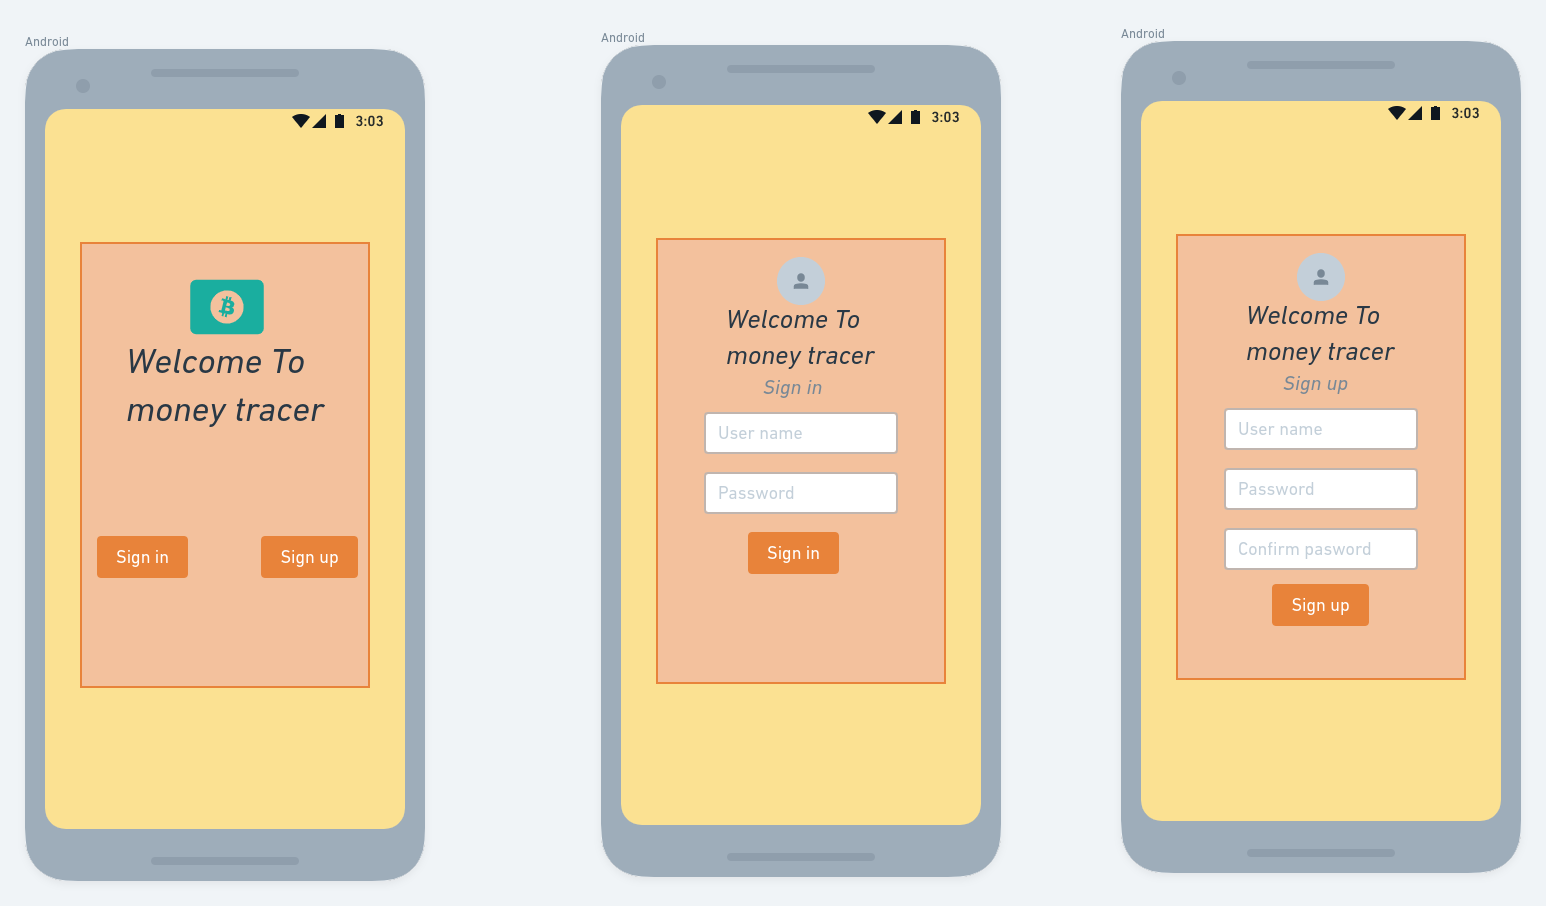 Android
3:03
Welcome To
money tracer
Sign in
Sign up
Android
3:03
Welcome To
money tracer
Sign in
User name
Password
Sign in
Android
3:03
Welcome To
money tracer
Sign up
User name
Password
Confirm pasword
Sign up